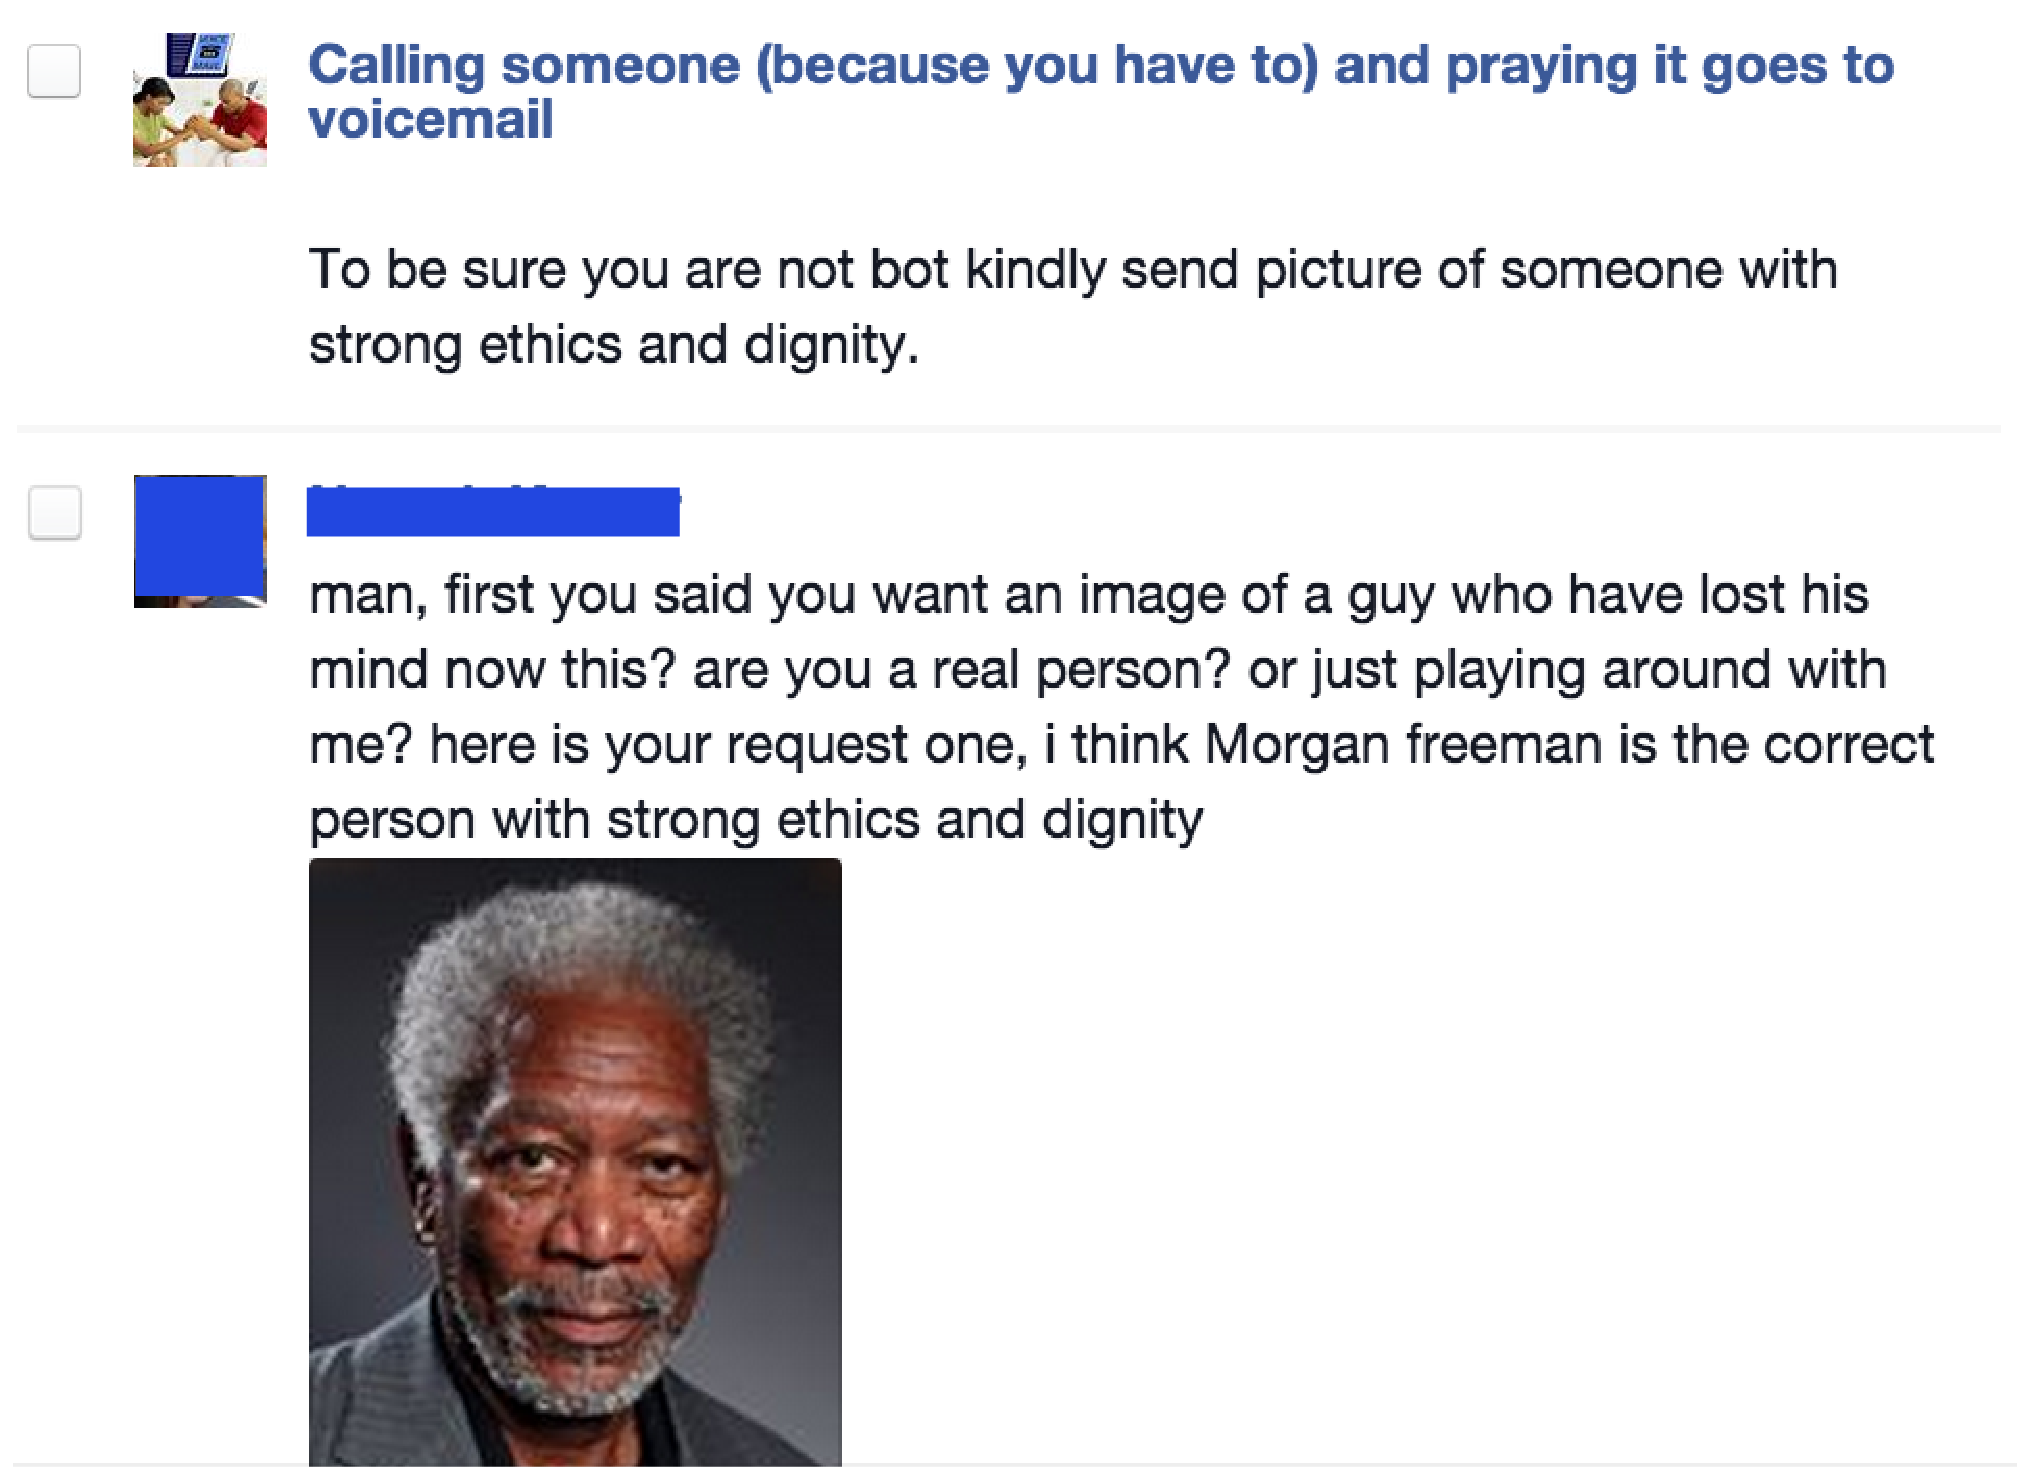 Calling someone (because you have to) and praying it goes to
voicemail
To be sure you are not bot kindly send picture of someone with
strong ethics and dignity.
man, first you said you want an image of a guy who have lost his
mind now this? are you a real person? or just playing around with
me? here is your request one, i think Morgan freeman is the correct
person with strong ethics and dignity